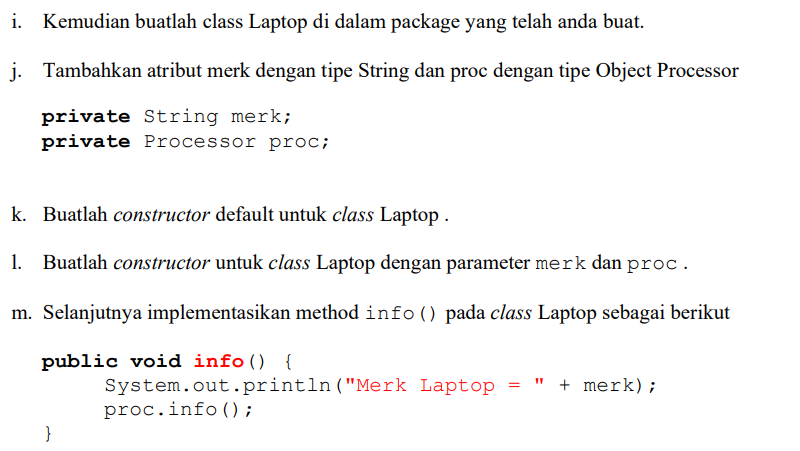 i. Kemudian buatlah class Laptop di dalam package yang telah anda buat.
j. Tambahkan atribut merk dengan tipe String dan proc dengan tipe Object Processor
private String merk;
private Processor proc;
k. Buatlah constructor default untuk class Laptop .
l. Buatlah constructor untuk class Laptop dengan parameter merk dan proc .
m. Selanjutnya implementasikan method info() pada class Laptop sebagai berikut
public void info() {
System.out.println("Merk Laptop = " + merk);
proc.info();
}